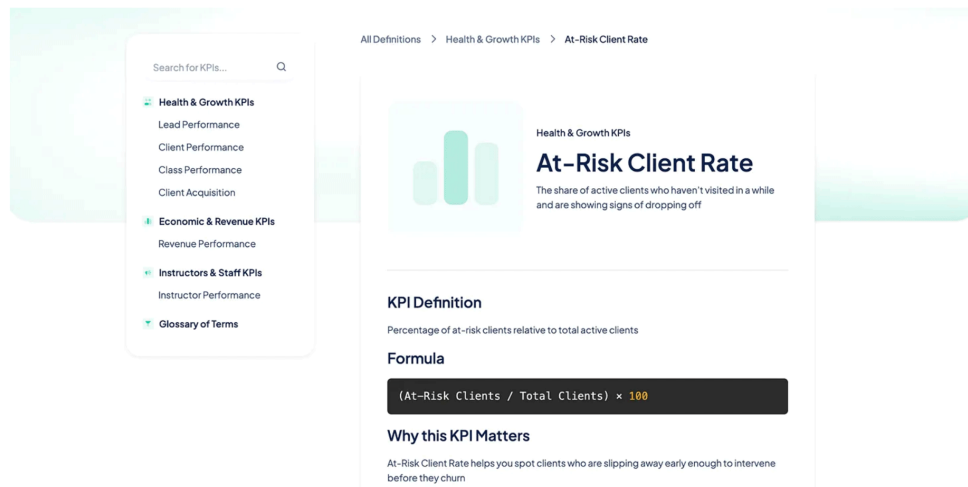 All Definitions > Health & Growth KPIs > At-Risk Client Rate
Search for KPIs...
Health & Growth KPIs
Lead Performance
Client Performance
Class Performance
Client Acquisition
Economic & Revenue KPIs
Revenue Performance
Instructors & Staff KPIs
Instructor Performance
Glossary of Terms
Health & Growth KPIs
At-Risk Client Rate
The share of active clients who haven't visited in a while
and are showing signs of dropping off
KPI Definition
Percentage of at-risk clients relative to total active clients
Formula
(At-Risk Clients / Total Clients) × 100
Why this KPI Matters
At-Risk Client Rate helps you spot clients who are slipping away early enough to intervene
before they churn